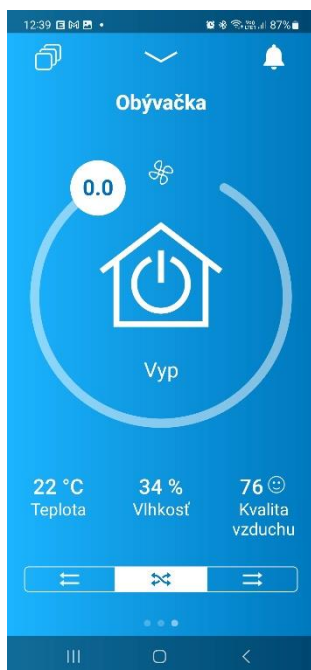 12:39 87%
Obývačka
0.0
Vyp
22 °C 34 % 76
Teplota Vlhkosť Kvalita
vzduchu